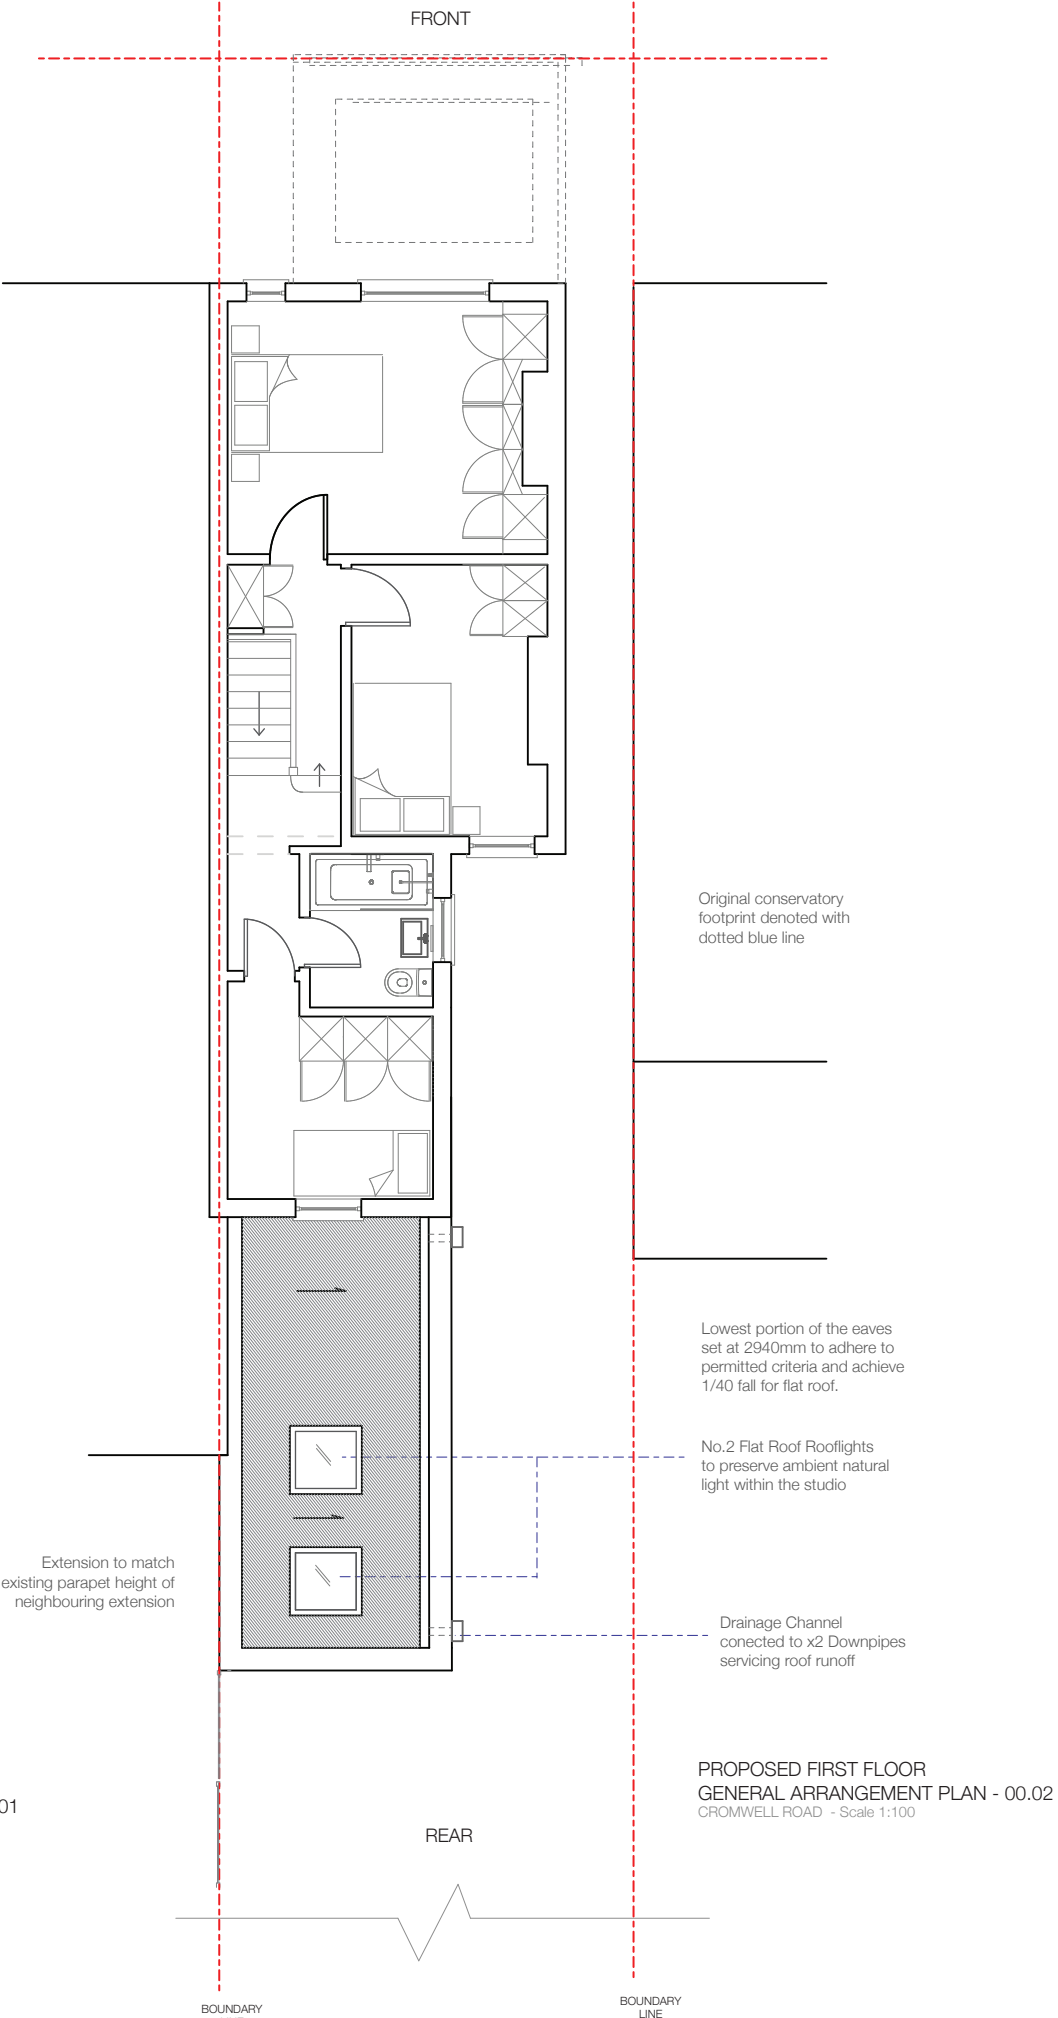 FRONT
Original conservatory
footprint denoted with
dotted blue line
Lowest portion of the eaves
set at 2940mm to adhere to
permitted criteria and achieve
1/40 fall for flat roof.
No.2 Flat Roof Rooflights
to preserve ambient natural
light within the studio
Extension to match
existing parapet height of
neighbouring extension
Drainage Channel
conected to x2 Downpipes
servicing roof runoff
PROPOSED FIRST FLOOR
GENERAL ARRANGEMENT PLAN - 00.02
CROMWELL ROAD - Scale 1:100
01
REAR
BOUNDARY
BOUNDARY
LINE